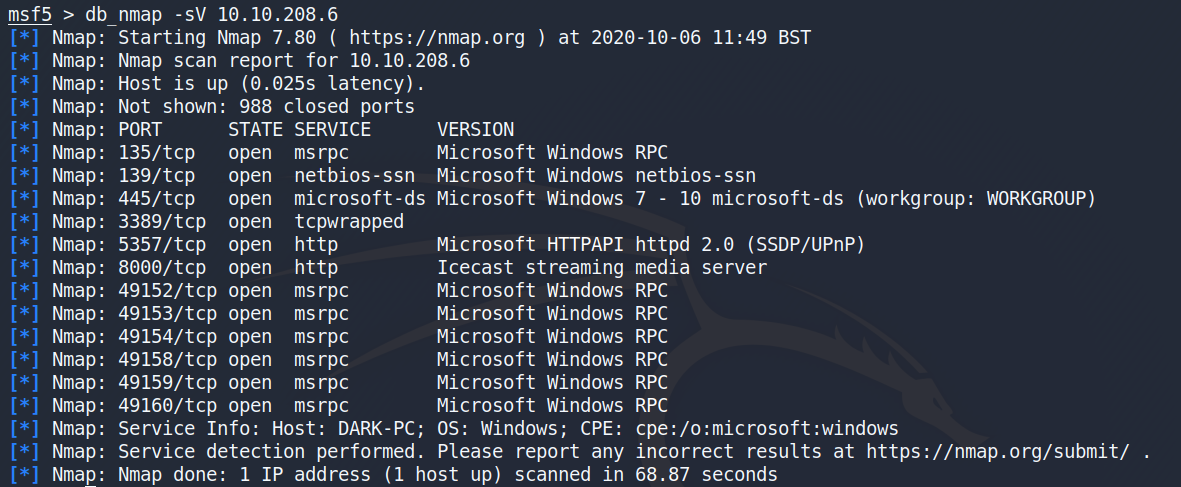 msf5 > db_nmap -sV 10.10.208.6
[*] Nmap: Starting Nmap 7.80 ( https://nmap.org ) at 2020-10-06 11:49 BST
[*] Nmap: Nmap scan report for 10.10.208.6
[*] Nmap: Host is up (0.025s latency).
[*] Nmap: Not shown: 988 closed ports
[*] Nmap: PORT      STATE SERVICE      VERSION
[*] Nmap: 135/tcp   open  msrpc        Microsoft Windows RPC
[*] Nmap: 139/tcp   open  netbios-ssn  Microsoft Windows netbios-ssn
[*] Nmap: 445/tcp   open  microsoft-ds Microsoft Windows 7 - 10 microsoft-ds (workgroup: WORKGROUP)
[*] Nmap: 3389/tcp  open  tcpwrapped
[*] Nmap: 5357/tcp  open  http         Microsoft HTTPAPI httpd 2.0 (SSDP/UPnP)
[*] Nmap: 8000/tcp  open  http         Icecast streaming media server
[*] Nmap: 49152/tcp open  msrpc        Microsoft Windows RPC
[*] Nmap: 49153/tcp open  msrpc        Microsoft Windows RPC
[*] Nmap: 49154/tcp open  msrpc        Microsoft Windows RPC
[*] Nmap: 49158/tcp open  msrpc        Microsoft Windows RPC
[*] Nmap: 49159/tcp open  msrpc        Microsoft Windows RPC
[*] Nmap: 49160/tcp open  msrpc        Microsoft Windows RPC
[*] Nmap: Service Info: Host: DARK-PC; OS: Windows; CPE: cpe:/o:microsoft:windows
[*] Nmap: Service detection performed. Please report any incorrect results at https://nmap.org/submit/ .
[*] Nmap: Nmap done: 1 IP address (1 host up) scanned in 68.87 seconds